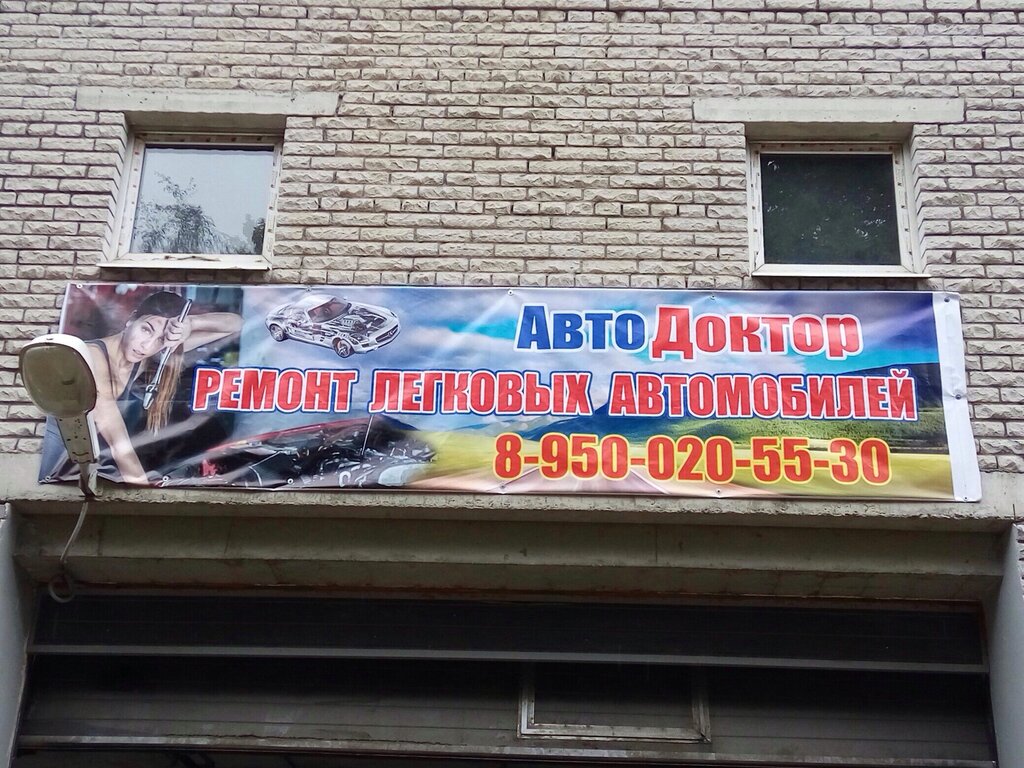 АвтоДоктор
РЕМОНТ ЛЕГКОВЫХ АВТОМОБИЛЕЙ
8-950-020-55-30